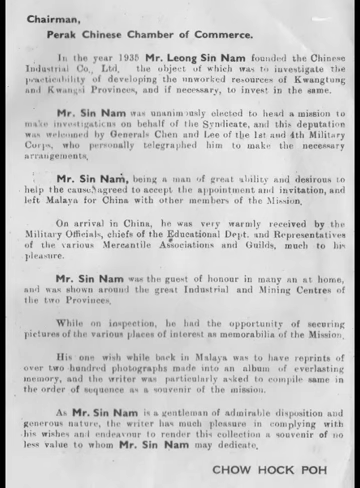 Chairman,
Perak Chinese Chamber of Commerce.
In the year 1935 Mr. Leong Sin Nam founded the Chinese
Industrial Co., Ltd, the object of which was to investigate the
practicability of developing the unworked resources of Kwangtung
and Kwangsi Provinces, and if necessary, to invest in the same.
Mr. Sin Nam was unanimously elected to head a mission to
make investigations on behalf of the Syndicate, and this deputation
was welcomed by Generals Chen and Lee of the 1st and 4th Military
Corps, who personally telegraphed him to make the necessary
arrangements.
Mr. Sin Nam, being a man of great ability and desirous to
help the cause, agreed to accept the appointment and invitation, and
left Malaya for China with other members of the Mission.
On arrival in China, he was very warmly received by the
Military Officials, chiefs of the Educational Dept. and Representatives
of the various Mercantile Associations and Guilds, much to his
pleasure.
Mr. Sin Nam was the guest of honour in many an at home,
and was shown around the great Industrial and Mining Centres of
the two Provinces.
While on inspection, he had the opportunity of securing
pictures of the various places of interest as memorabilia of the Mission.
His one wish while back in Malaya was to have reprints of
over two hundred photographs made into an album of everlasting
memory, and the writer was particularly asked to compile same in
the order of sequence as a souvenir of the mission.
As Mr. Sin Nam is a gentleman of admirable disposition and
generous nature, the writer has much pleasure in complying with
his wishes and endeavour to render this collection a souvenir of no
less value to whom Mr. Sin Nam may dedicate.
CHOW HOCK POH